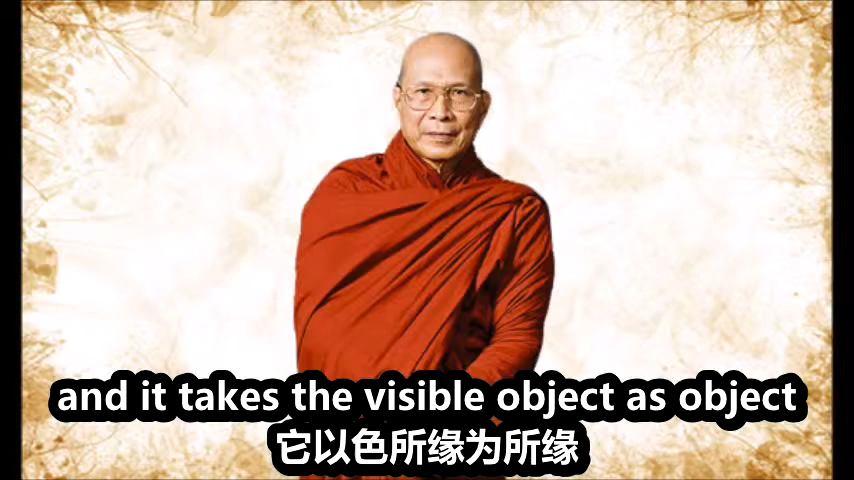 and it takes the visible object as object
它以色所缘为所缘